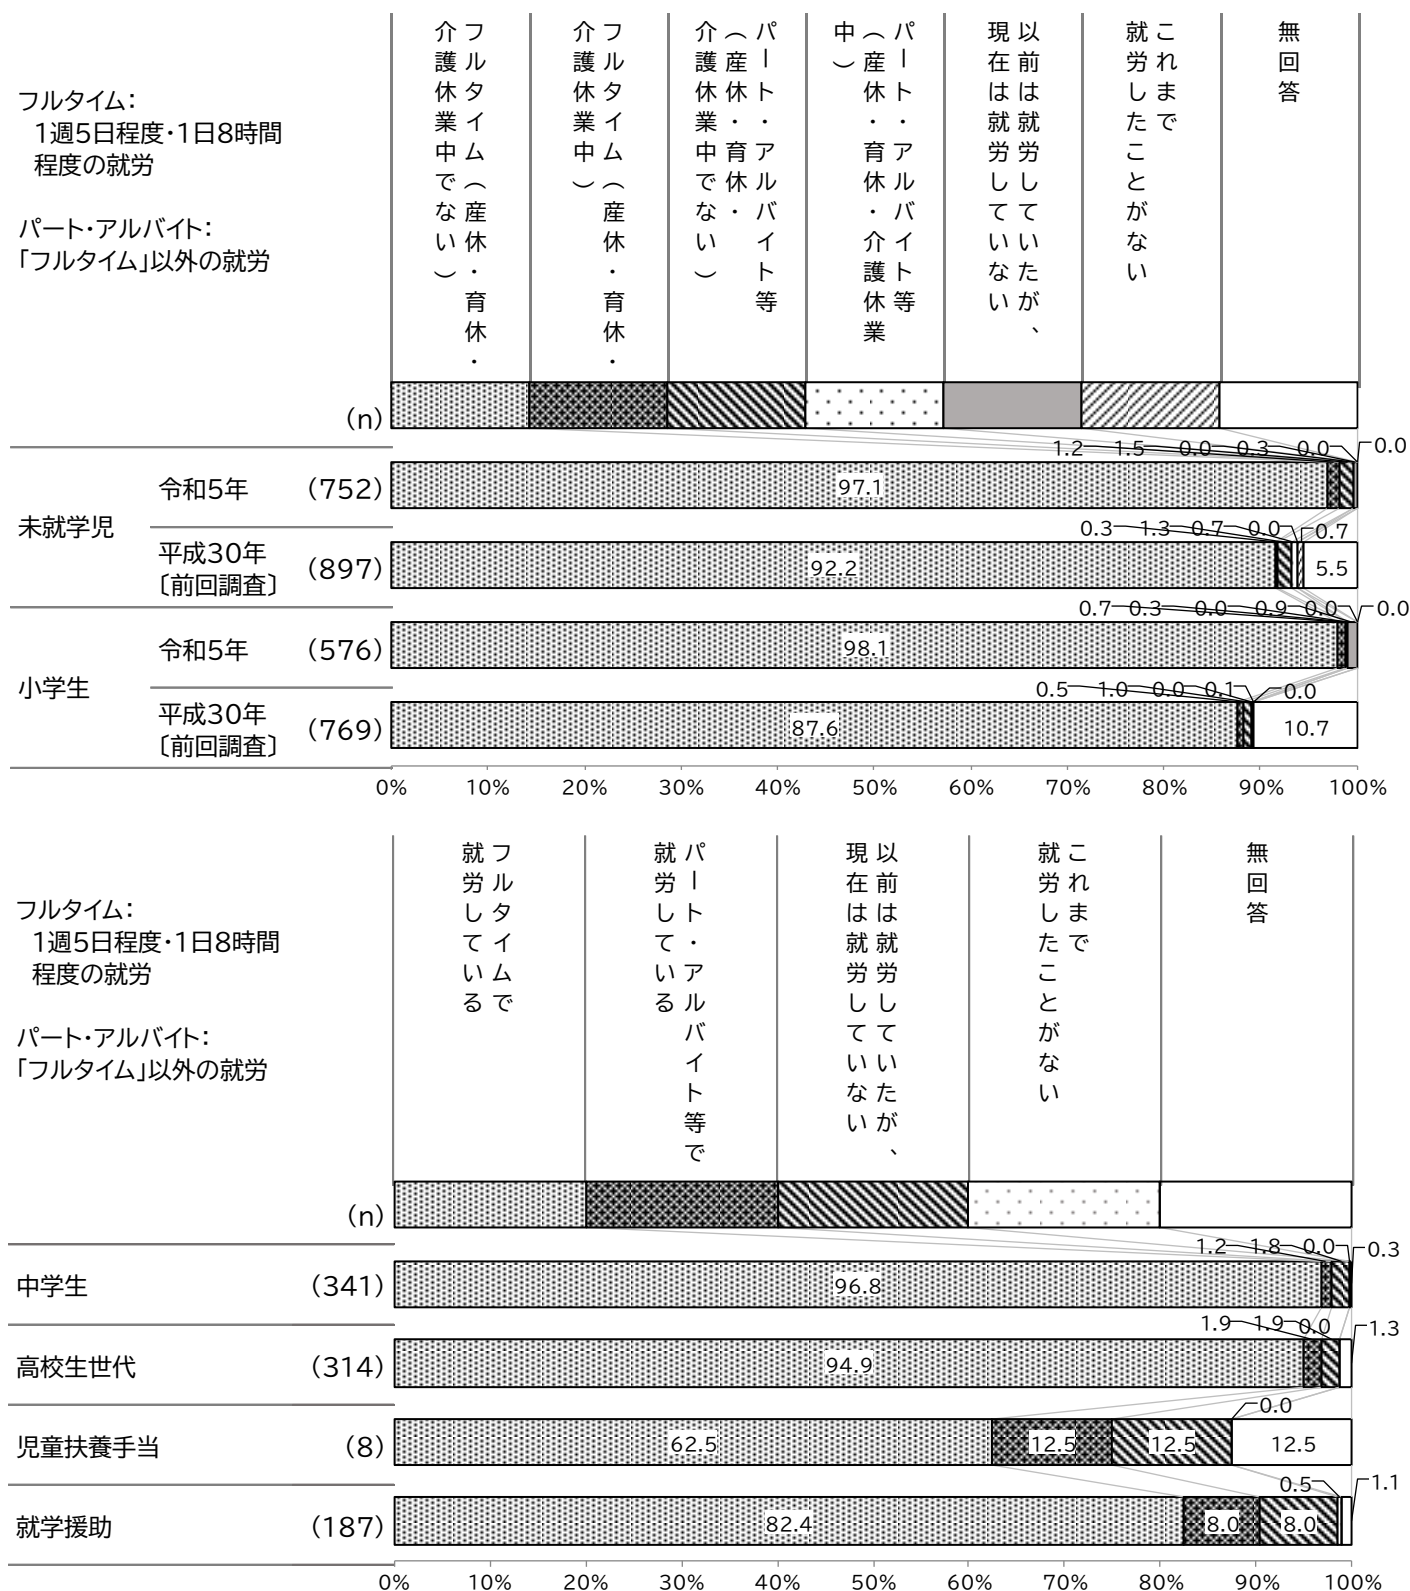 フルタイム：
1週5日程度・1日8時間
程度の就労
パート・アルバイト：
「フルタイム」以外の就労
フルタイム（産休・育休・
介護休業中でない）
フルタイム（産休・育休・
介護休業中）
パート・アルバイト等
（産休・育休・
介護休業中でない）
パート・アルバイト等
（産休・育休・介護休業
中）
以前は就労していたが、
現在は就労していない
これまで
就労したことがない
無回答
(n)
未就学児
令和5年 (752) 97.1 1.2 1.5 0.0 0.3 0.0 0.0
平成30年
〔前回調査〕 (897) 92.2 0.3 1.3 0.7 0.0 0.7 5.5
小学生
令和5年 (576) 98.1 0.7 0.3 0.0 0.9 0.0 0.0
平成30年
〔前回調査〕 (769) 87.6 0.5 1.0 0.0 0.1 0.0 10.7
0% 10% 20% 30% 40% 50% 60% 70% 80% 90% 100%
フルタイム：
1週5日程度・1日8時間
程度の就労
パート・アルバイト：
「フルタイム」以外の就労
フルタイムで
就労している
パート・アルバイト等で
就労している
以前は就労していたが、
現在は就労していない
これまで
就労したことがない
無回答
(n)
中学生 (341) 96.8 1.2 1.8 0.0 0.3
高校生世代 (314) 94.9 1.9 1.9 0.0 1.3
児童扶養手当 (8) 62.5 12.5 12.5 0.0 12.5
就学援助 (187) 82.4 8.0 8.0 0.5 1.1
0% 10% 20% 30% 40% 50% 60% 70% 80% 90% 100%